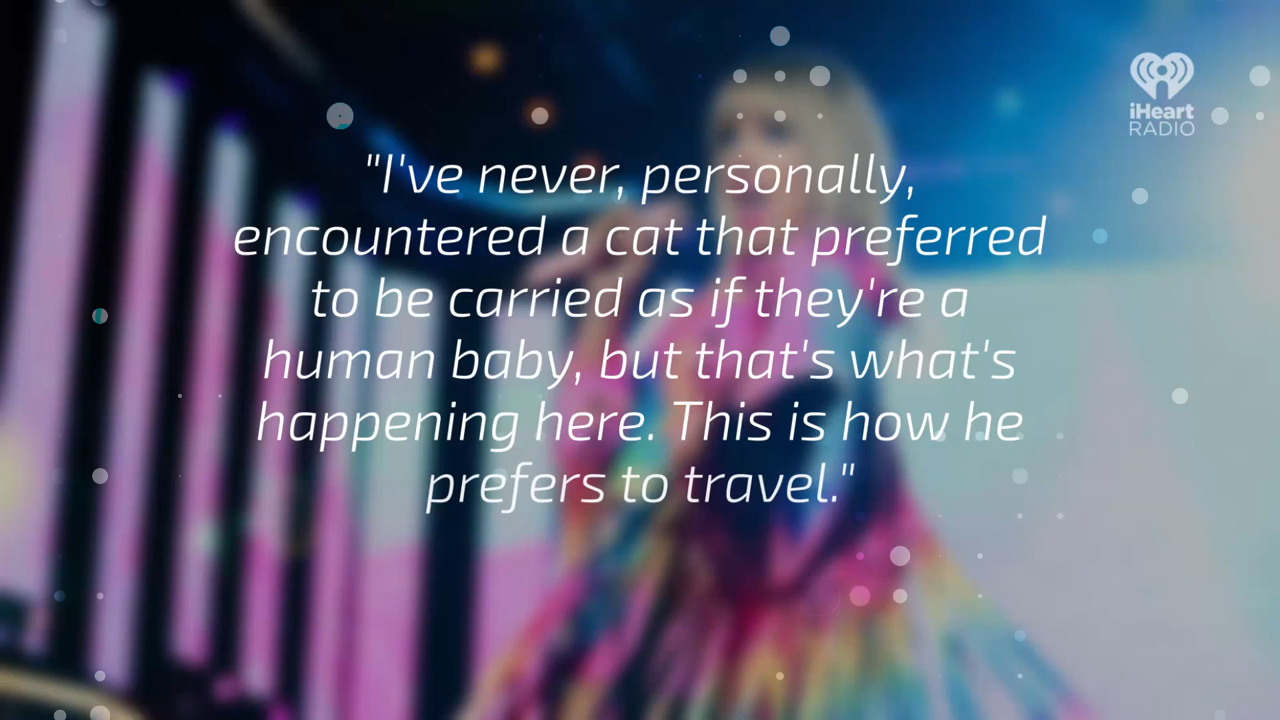 iHeart
RADIO
"I've never, personally,
encountered a cat that preferred
to be carried as if they're a
human baby, but that's what's
happening here. This is how he
prefers to travel."